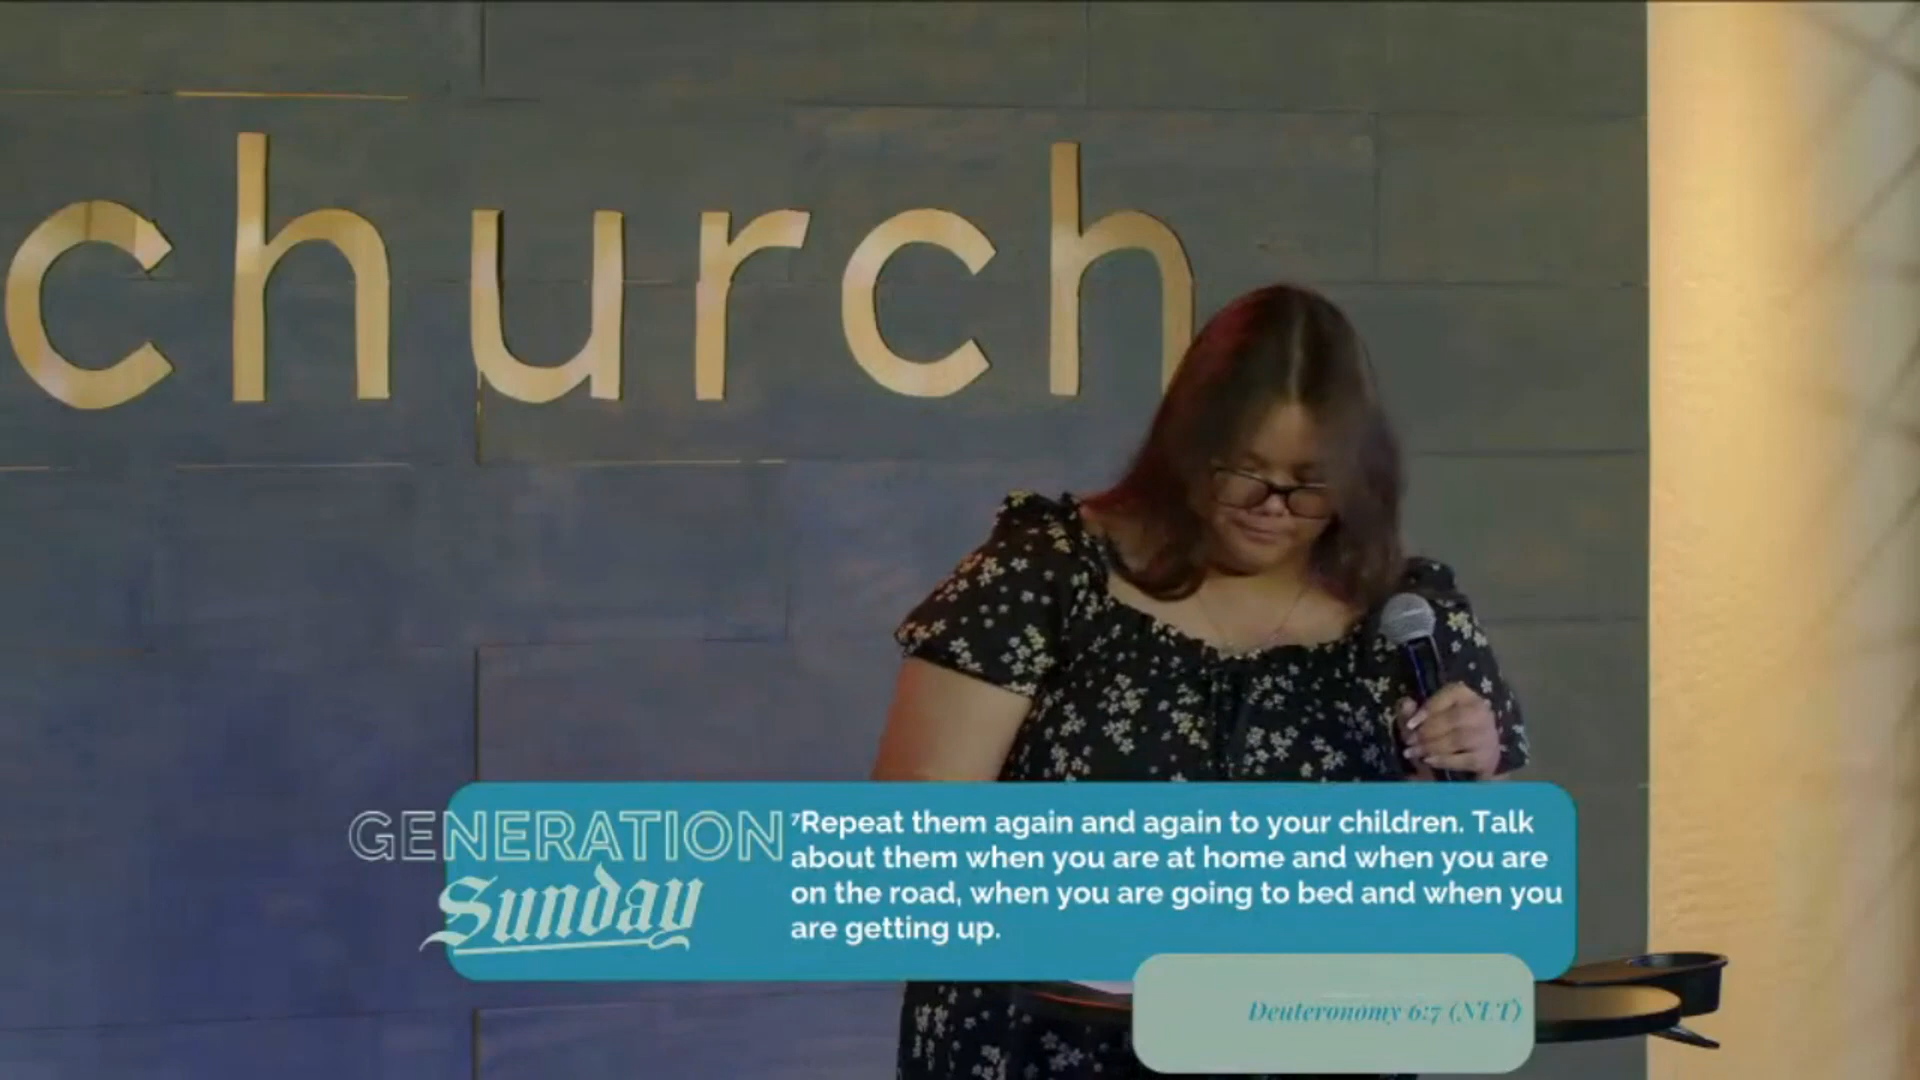 church
GENERATION
Sunday
⁷Repeat them again and again to your children. Talk
about them when you are at home and when you are
on the road, when you are going to bed and when you
are getting up.
Deuteronomy 6:7 (NLT)